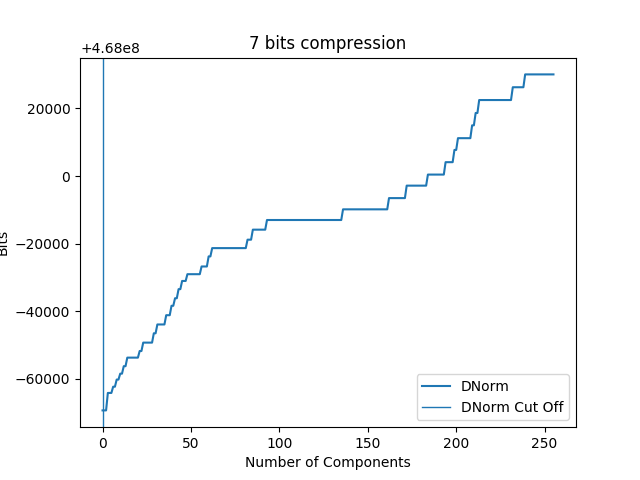 7 bits compression
+4.68e8
20000
0
−20000
−40000
−60000
Bits
0 50 100 150 200 250
Number of Components
DNorm
DNorm Cut Off